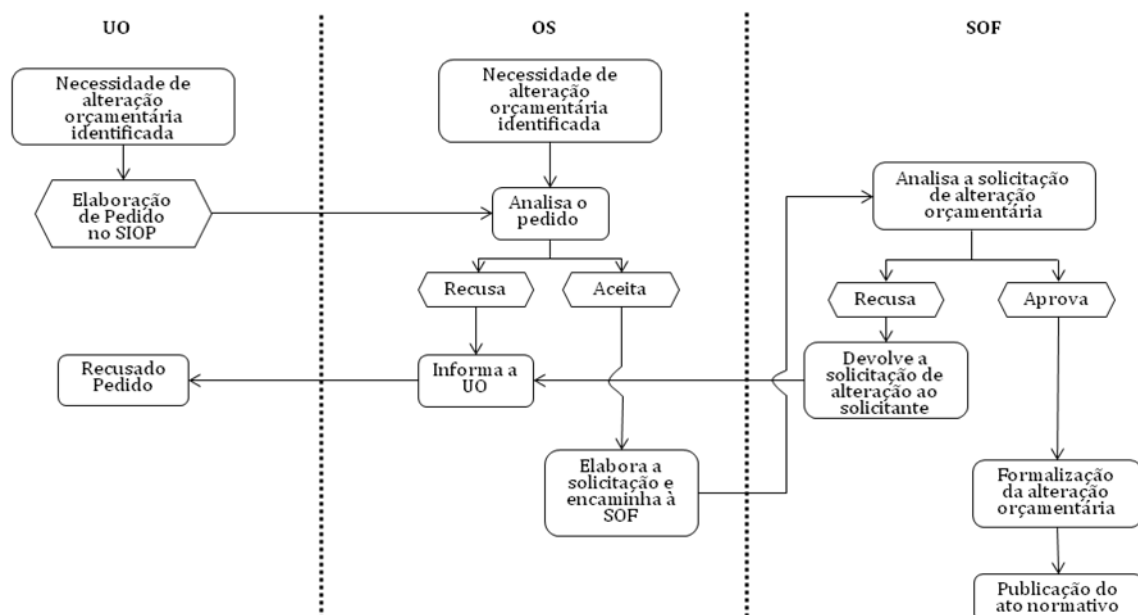 UO
OS
SOF
Necessidade de
alteração
orçamentária
identificada
Elaboração
de Pedido
no SIOP
Recusado
Pedido
Necessidade de
alteração
orçamentária
identificada
Analisa o
pedido
Recusa
Aceita
Informa a
UO
Elabora a
solicitação e
encaminha à
SOF
Analisa a solicitação
de alteração
orçamentária
Recusa
Aprova
Devolve a
solicitação de
alteração ao
solicitante
Formalização
da alteração
orçamentária
Publicação do
ato normativo